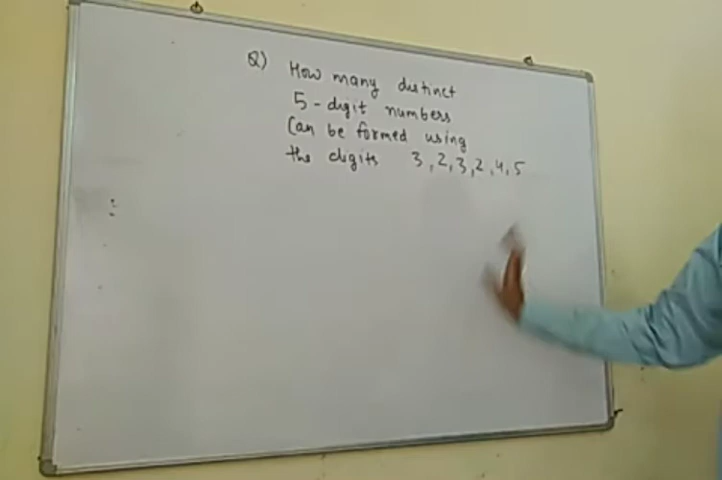 Q) How many distinct
5-digit numbers
Can be formed using
the digits 3, 2, 3, 2, 4, 5